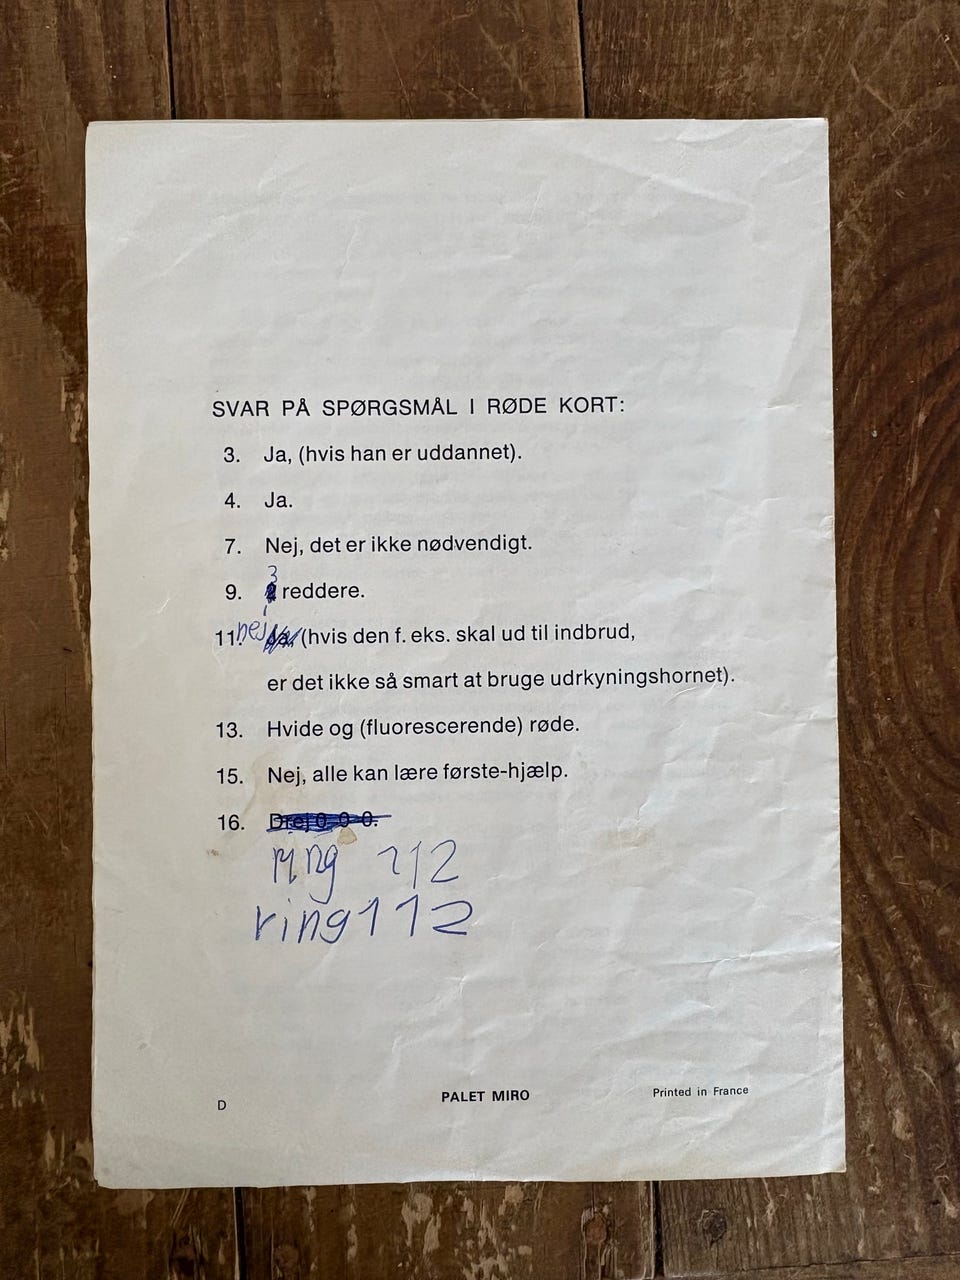 SVAR PÅ SPØRGSMÅL I RØDE KORT:
3. Ja, (hvis han er uddannet).
4. Ja.
7. Nej, det er ikke nødvendigt.
3
9. 2 reddere.
11. nej Ja, (hvis den f. eks. skal ud til indbrud,
er det ikke så smart at bruge udrkyningshornet).
13. Hvide og (fluorescerende) røde.
15. Nej, alle kan lære første-hjælp.
16. Drej 0 0 0.
ring 112
ring 112
D PALET MIRO Printed in France